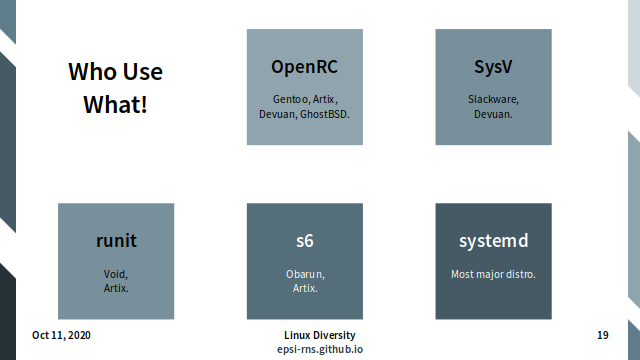 Who Use
What!
OpenRC
Gentoo, Artix,
Devuan, GhostBSD.
SysV
Slackware,
Devuan.
runit
Void,
Artix.
s6
Obarun,
Artix.
systemd
Most major distro.
Oct 11, 2020
Linux Diversity
epsi-rns.github.io
19